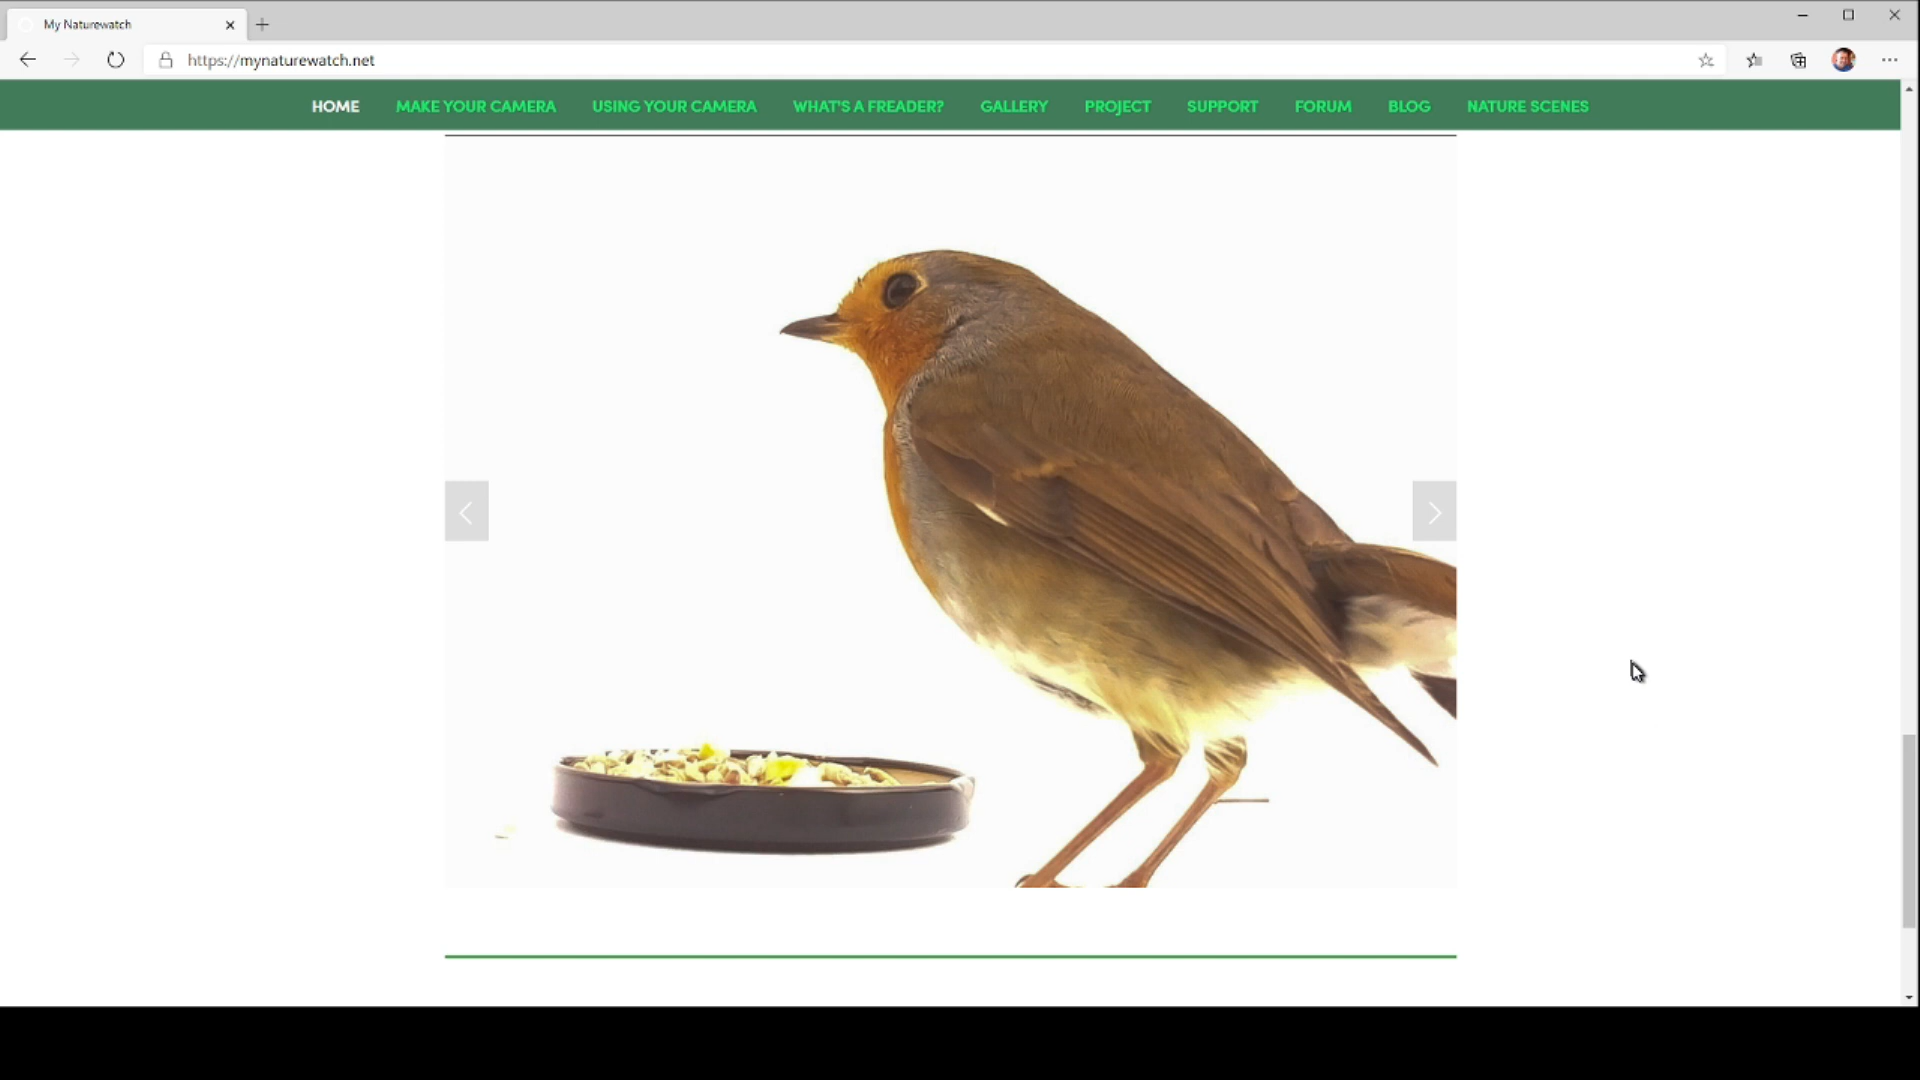 My Naturewatch
https://mynaturewatch.net
HOME MAKE YOUR CAMERA USING YOUR CAMERA WHAT'S A FREADER? GALLERY PROJECT SUPPORT FORUM BLOG NATURE SCENES